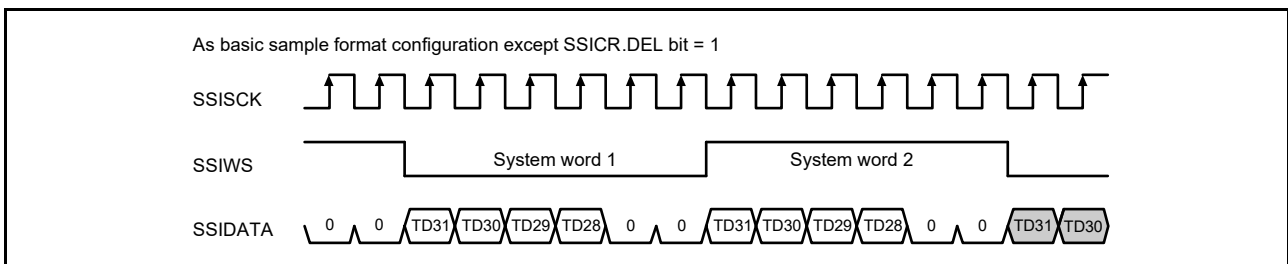 As basic sample format configuration except SSICR.DEL bit = 1
SSISCK
SSIWS System word 1 System word 2
SSIDATA 0 0 TD31 TD30 TD29 TD28 0 0 TD31 TD30 TD29 TD28 0 0 TD31 TD30